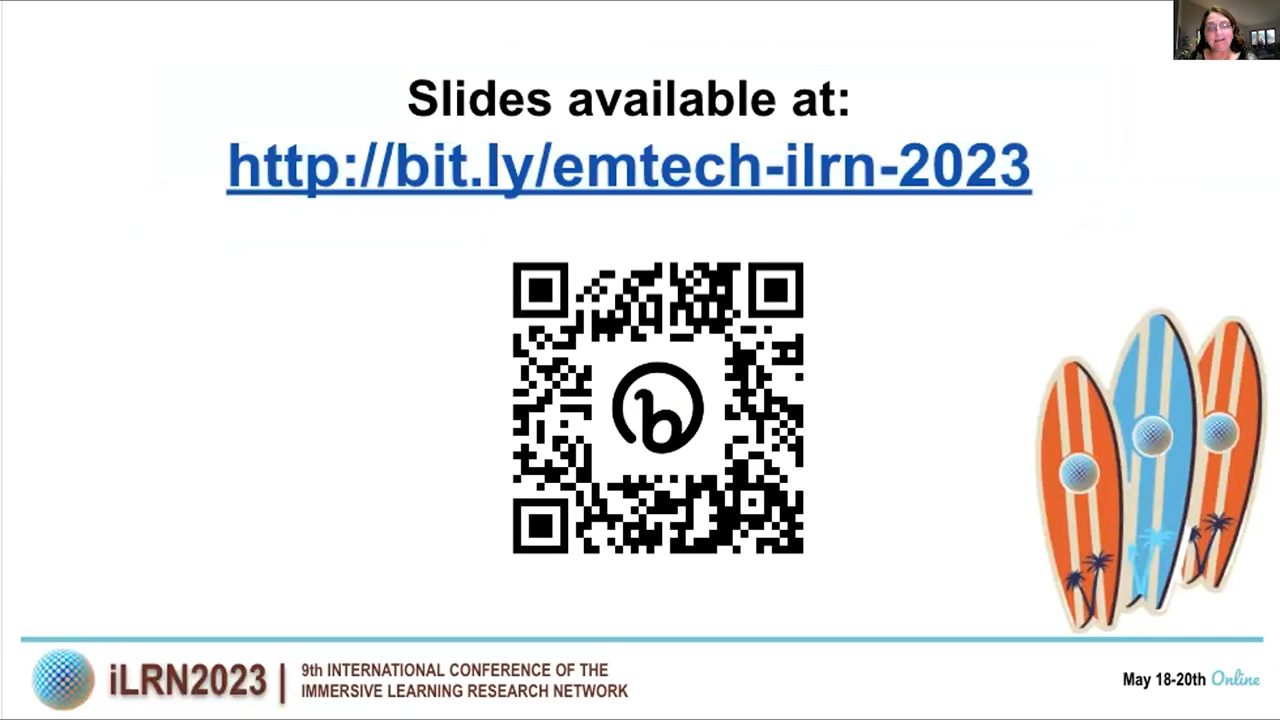 Slides available at:
http://bit.ly/emtech-ilrn-2023
b
iLRN2023 | 9th INTERNATIONAL CONFERENCE OF THE
IMMERSIVE LEARNING RESEARCH NETWORK
May 18-20th Online